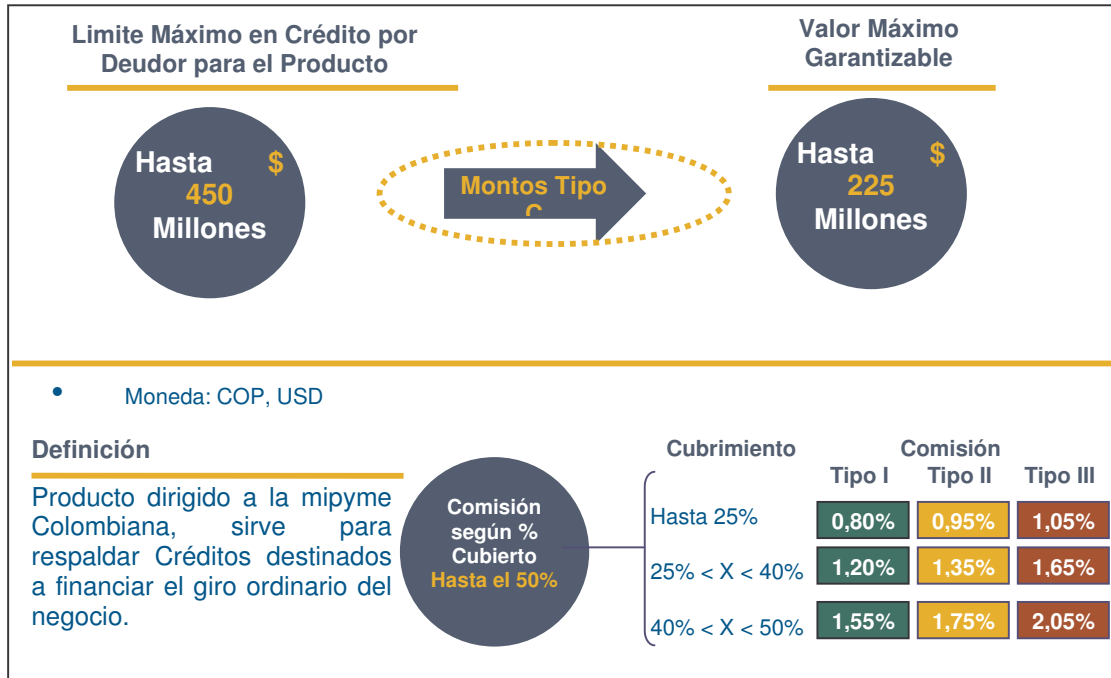 Limite Máximo en Crédito por
Deudor para el Producto
Valor Máximo
Garantizable
Hasta $
450
Millones
Montos Tipo
Hasta $
225
Millones
• Moneda: COP, USD
Definición
Producto dirigido a la mipyme
Colombiana, sirve para
respaldar Créditos destinados
a financiar el giro ordinario del
negocio.
Comisión
según %
Cubierto
Hasta el 50%
Cubrimiento
Comisión
Tipo I Tipo II Tipo III
Hasta 25% 0,80% 0,95% 1,05%
25% < X < 40% 1,20% 1,35% 1,65%
40% < X < 50% 1,55% 1,75% 2,05%